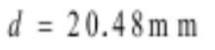 d = 20.48mm